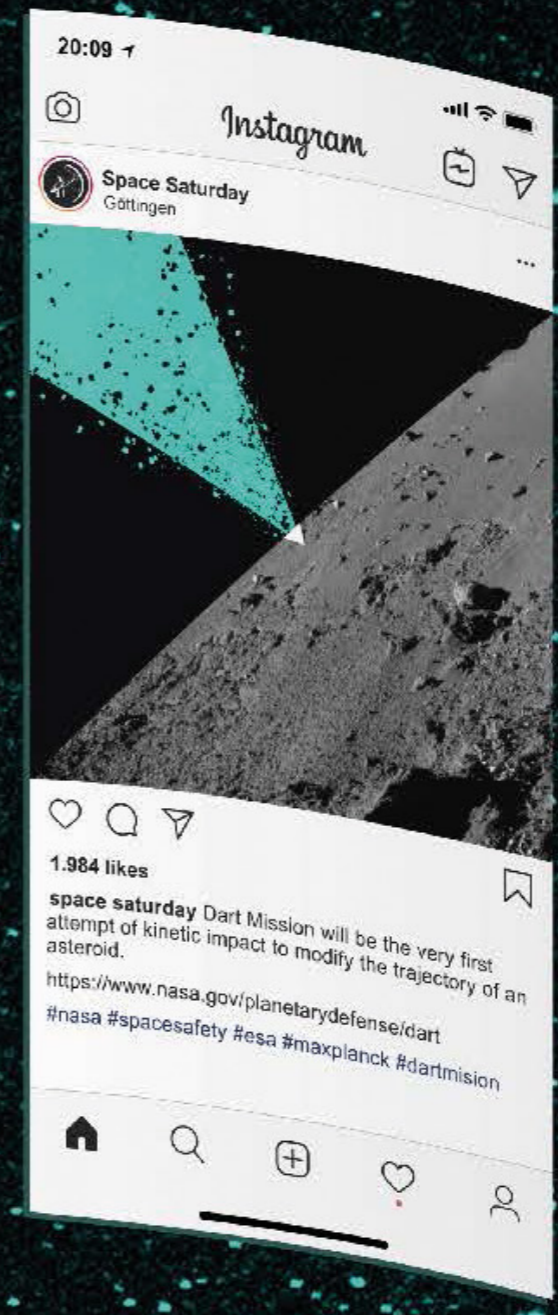 20:09
Instagram
Space Saturday
Göttingen
1.984 likes
space saturday Dart Mission will be the very first
attempt of kinetic impact to modify the trajectory of an
asteroid.
https://www.nasa.gov/planetarydefense/dart
#nasa #spacesafety #esa #maxplanck #dartmision